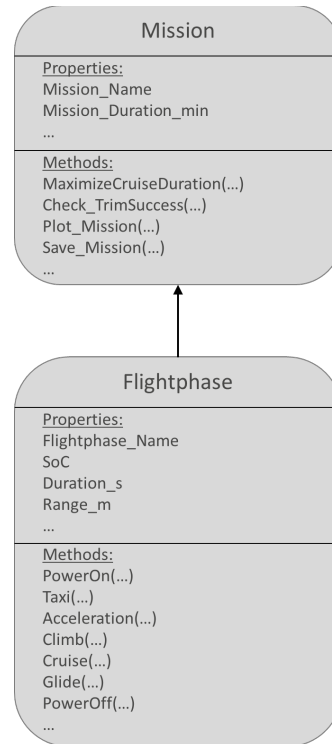 Mission
Properties:
Mission_Name
Mission_Duration_min
...
Methods:
MaximizeCruiseDuration(...)
Check_TrimSuccess(...)
Plot_Mission(...)
Save_Mission(...)
...
Flightphase
Properties:
Flightphase_Name
SoC
Duration_s
Range_m
...
Methods:
PowerOn(...)
Taxi(...)
Acceleration(...)
Climb(...)
Cruise(...)
Glide(...)
PowerOff(...)
...